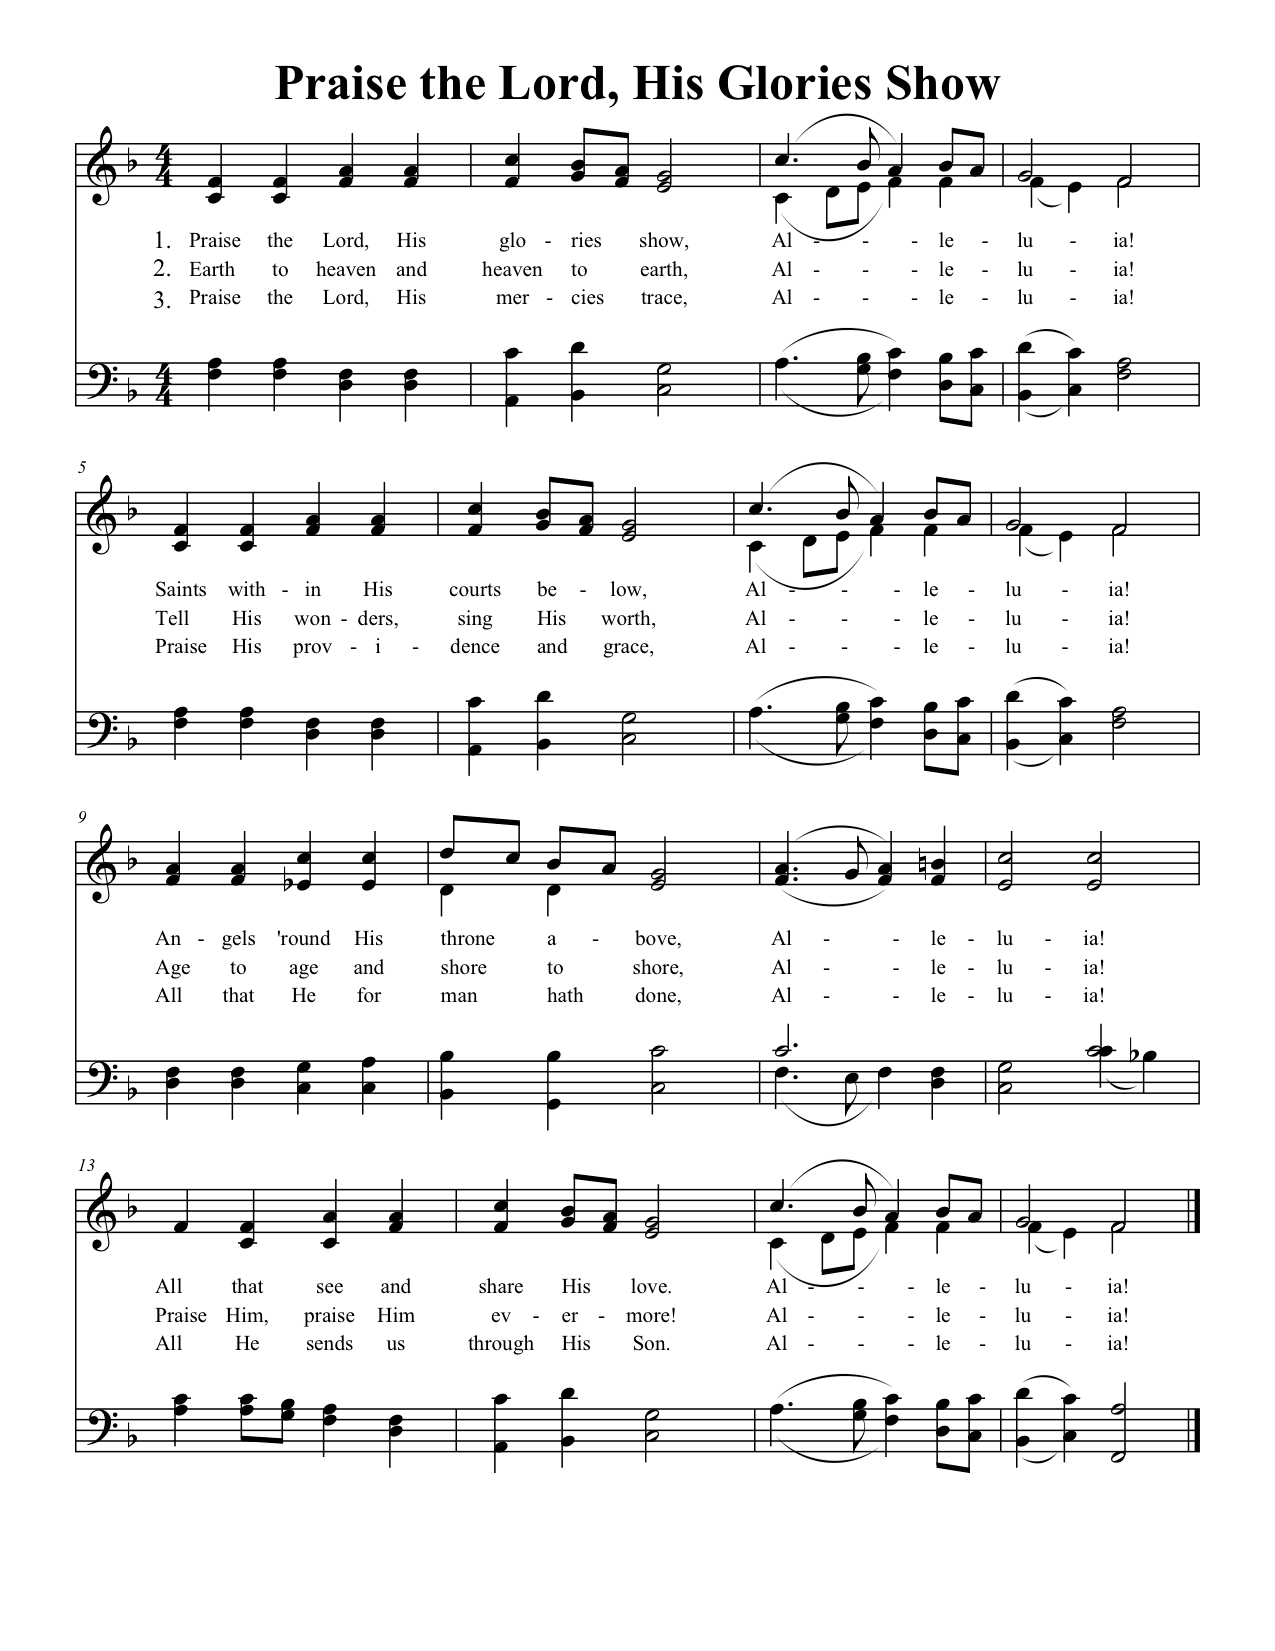 Praise the Lord, His Glories Show
4
4
1. Praise the Lord, His glo - ries show, Al - - - le - lu - ia!
2. Earth to heaven and heaven to earth, Al - - - le - lu - ia!
3. Praise the Lord, His mer - cies trace, Al - - - le - lu - ia!
4
4
5
Saints with - in His courts be - low, Al - - - le - lu - ia!
Tell His won - ders, sing His worth, Al - - - le - lu - ia!
Praise His prov - i - dence and grace, Al - - - le - lu - ia!
9
An - gels 'round His throne a - bove, Al - - le - lu - ia!
Age to age and shore to shore, Al - - le - lu - ia!
All that He for man hath done, Al - - le - lu - ia!
13
All that see and share His love. Al - - - le - lu - ia!
Praise Him, praise Him ev - er - more! Al - - - le - lu - ia!
All He sends us through His Son. Al - - - le - lu - ia!